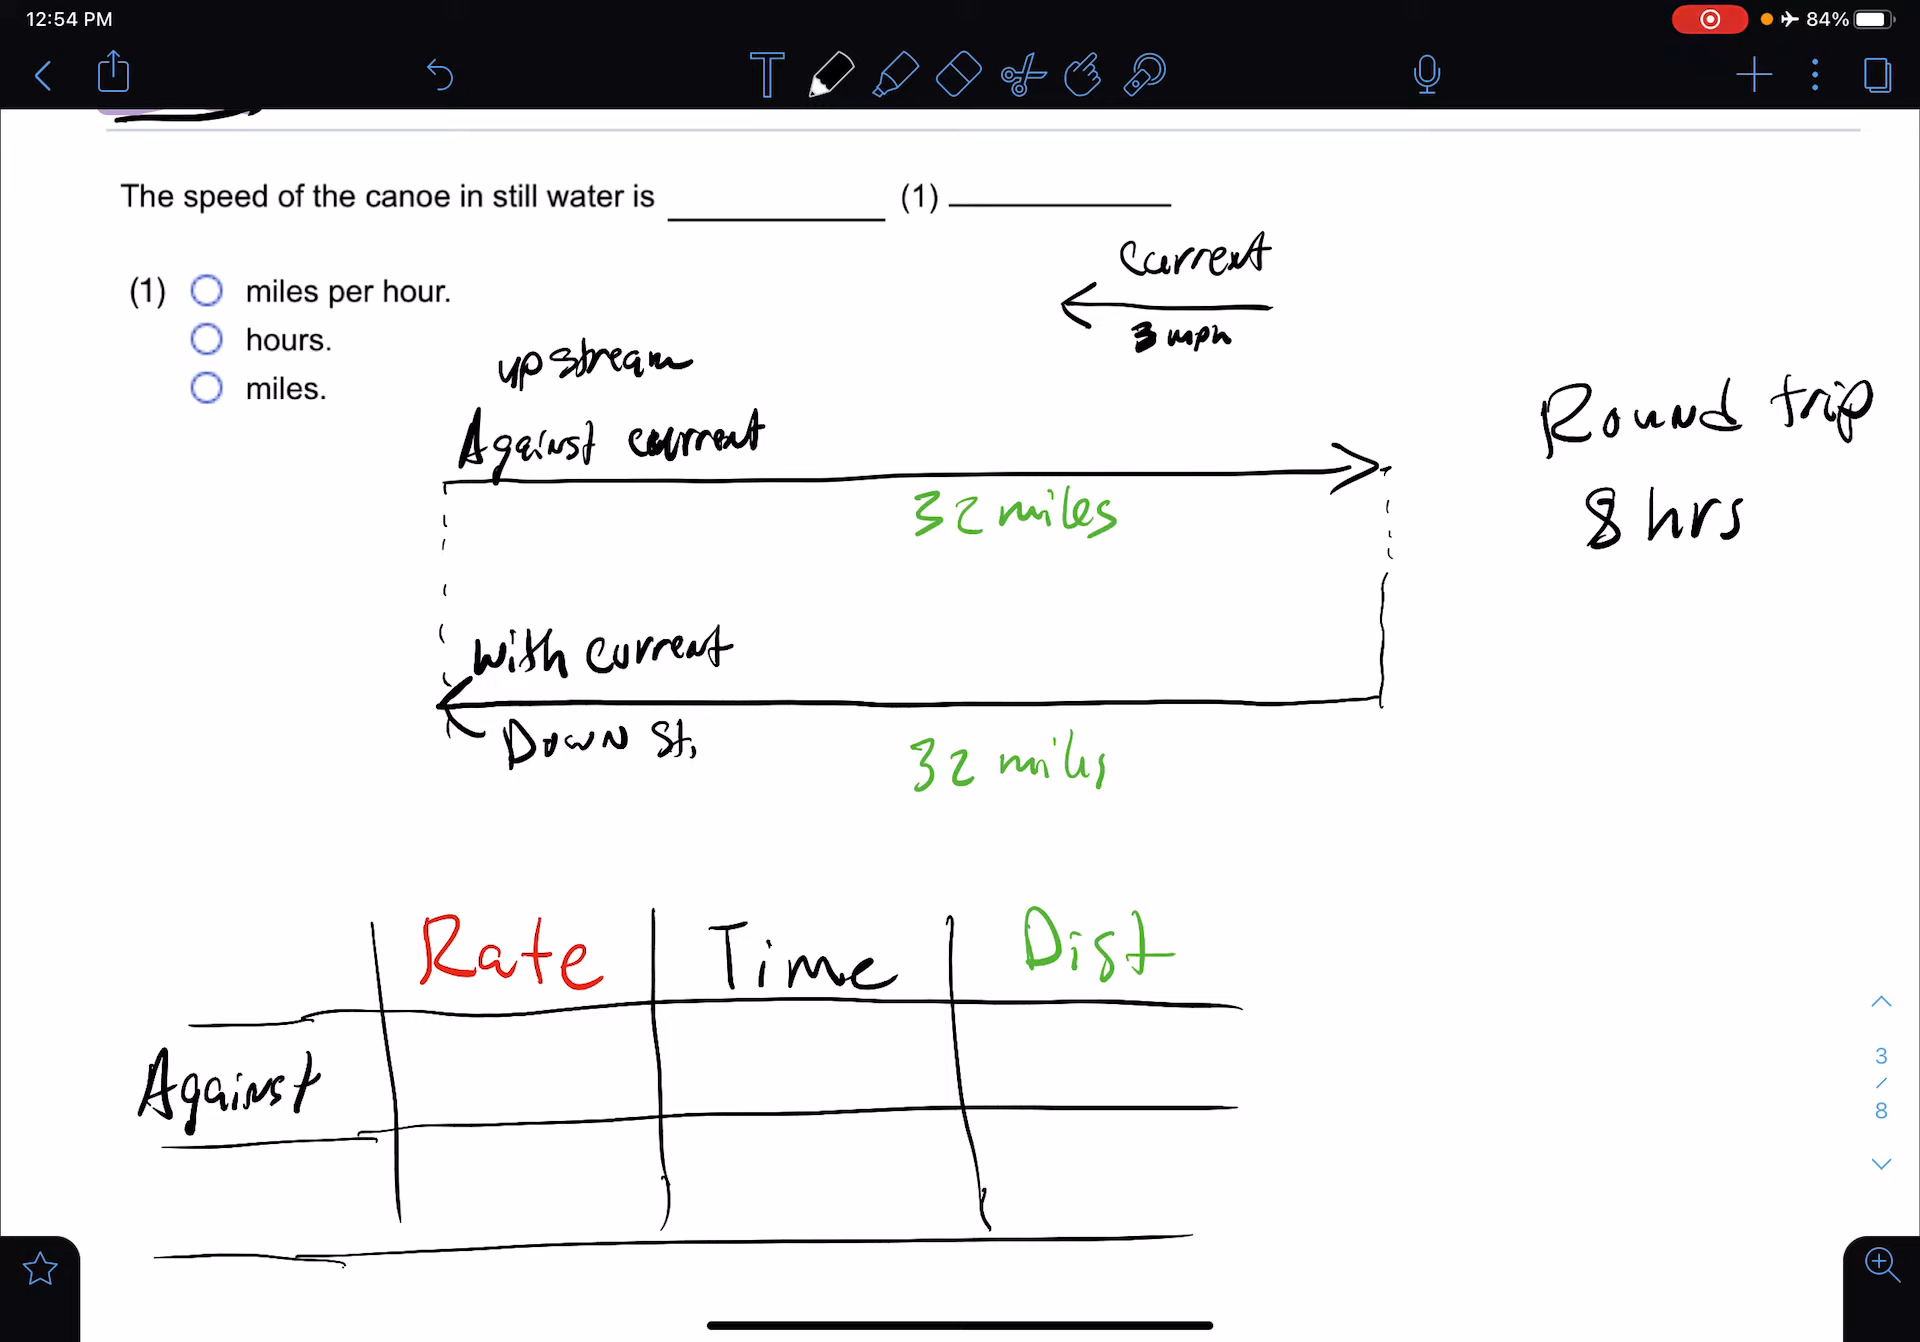 12:54 PM
84%
The speed of the canoe in still water is ______ (1) ______
(1) miles per hour.
hours.
miles.
Current
3 mph
upstream
Against current
32 miles
Round trip
8 hrs
With current
Down St.
32 miles
Rate Time Dist
Against
3
/
8